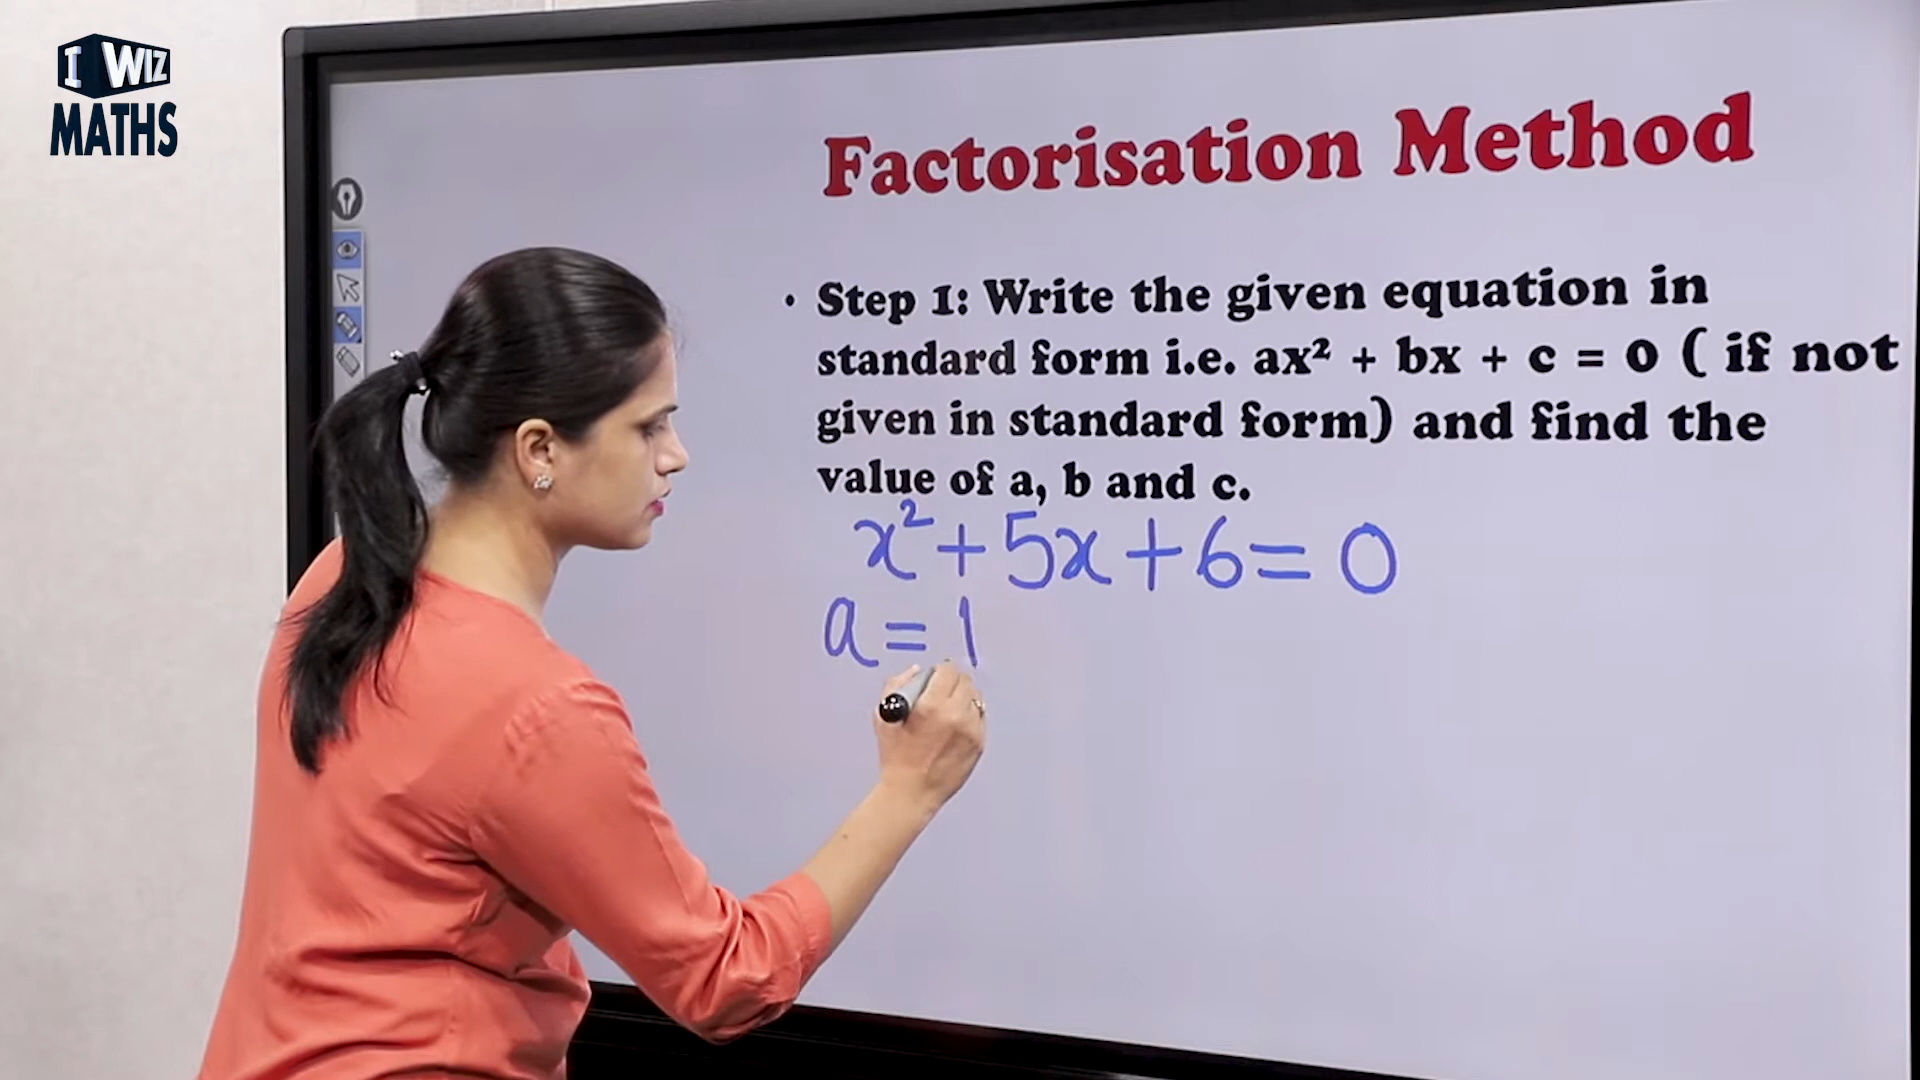 I WIZ
MATHS
Factorisation Method
• Step 1: Write the given equation in
standard form i.e. ax² + bx + c = 0 ( if not
given in standard form) and find the
value of a, b and c.
x² + 5x + 6 = 0
a = 1